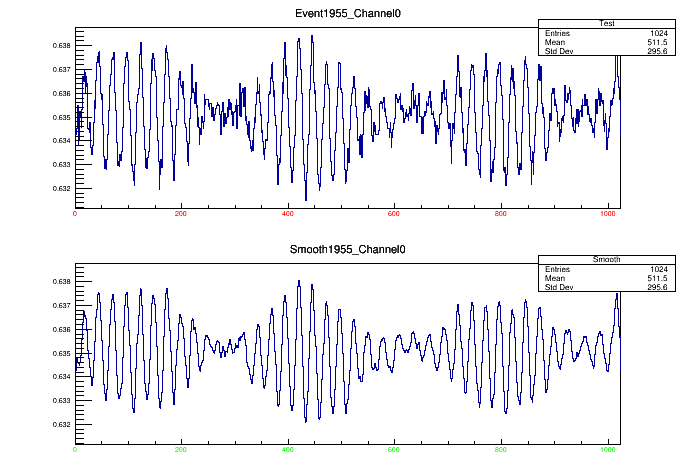 Event1955_Channel0
Test
Entries 1024
Mean 511.5
Std Dev 295.6
0.638
0.637
0.636
0.635
0.634
0.633
0.632
0 200 400 600 800 1000
Smooth1955_Channel0
Smooth
Entries 1024
Mean 511.5
Std Dev 295.6
0.638
0.637
0.636
0.635
0.634
0.633
0.632
0 200 400 600 800 1000